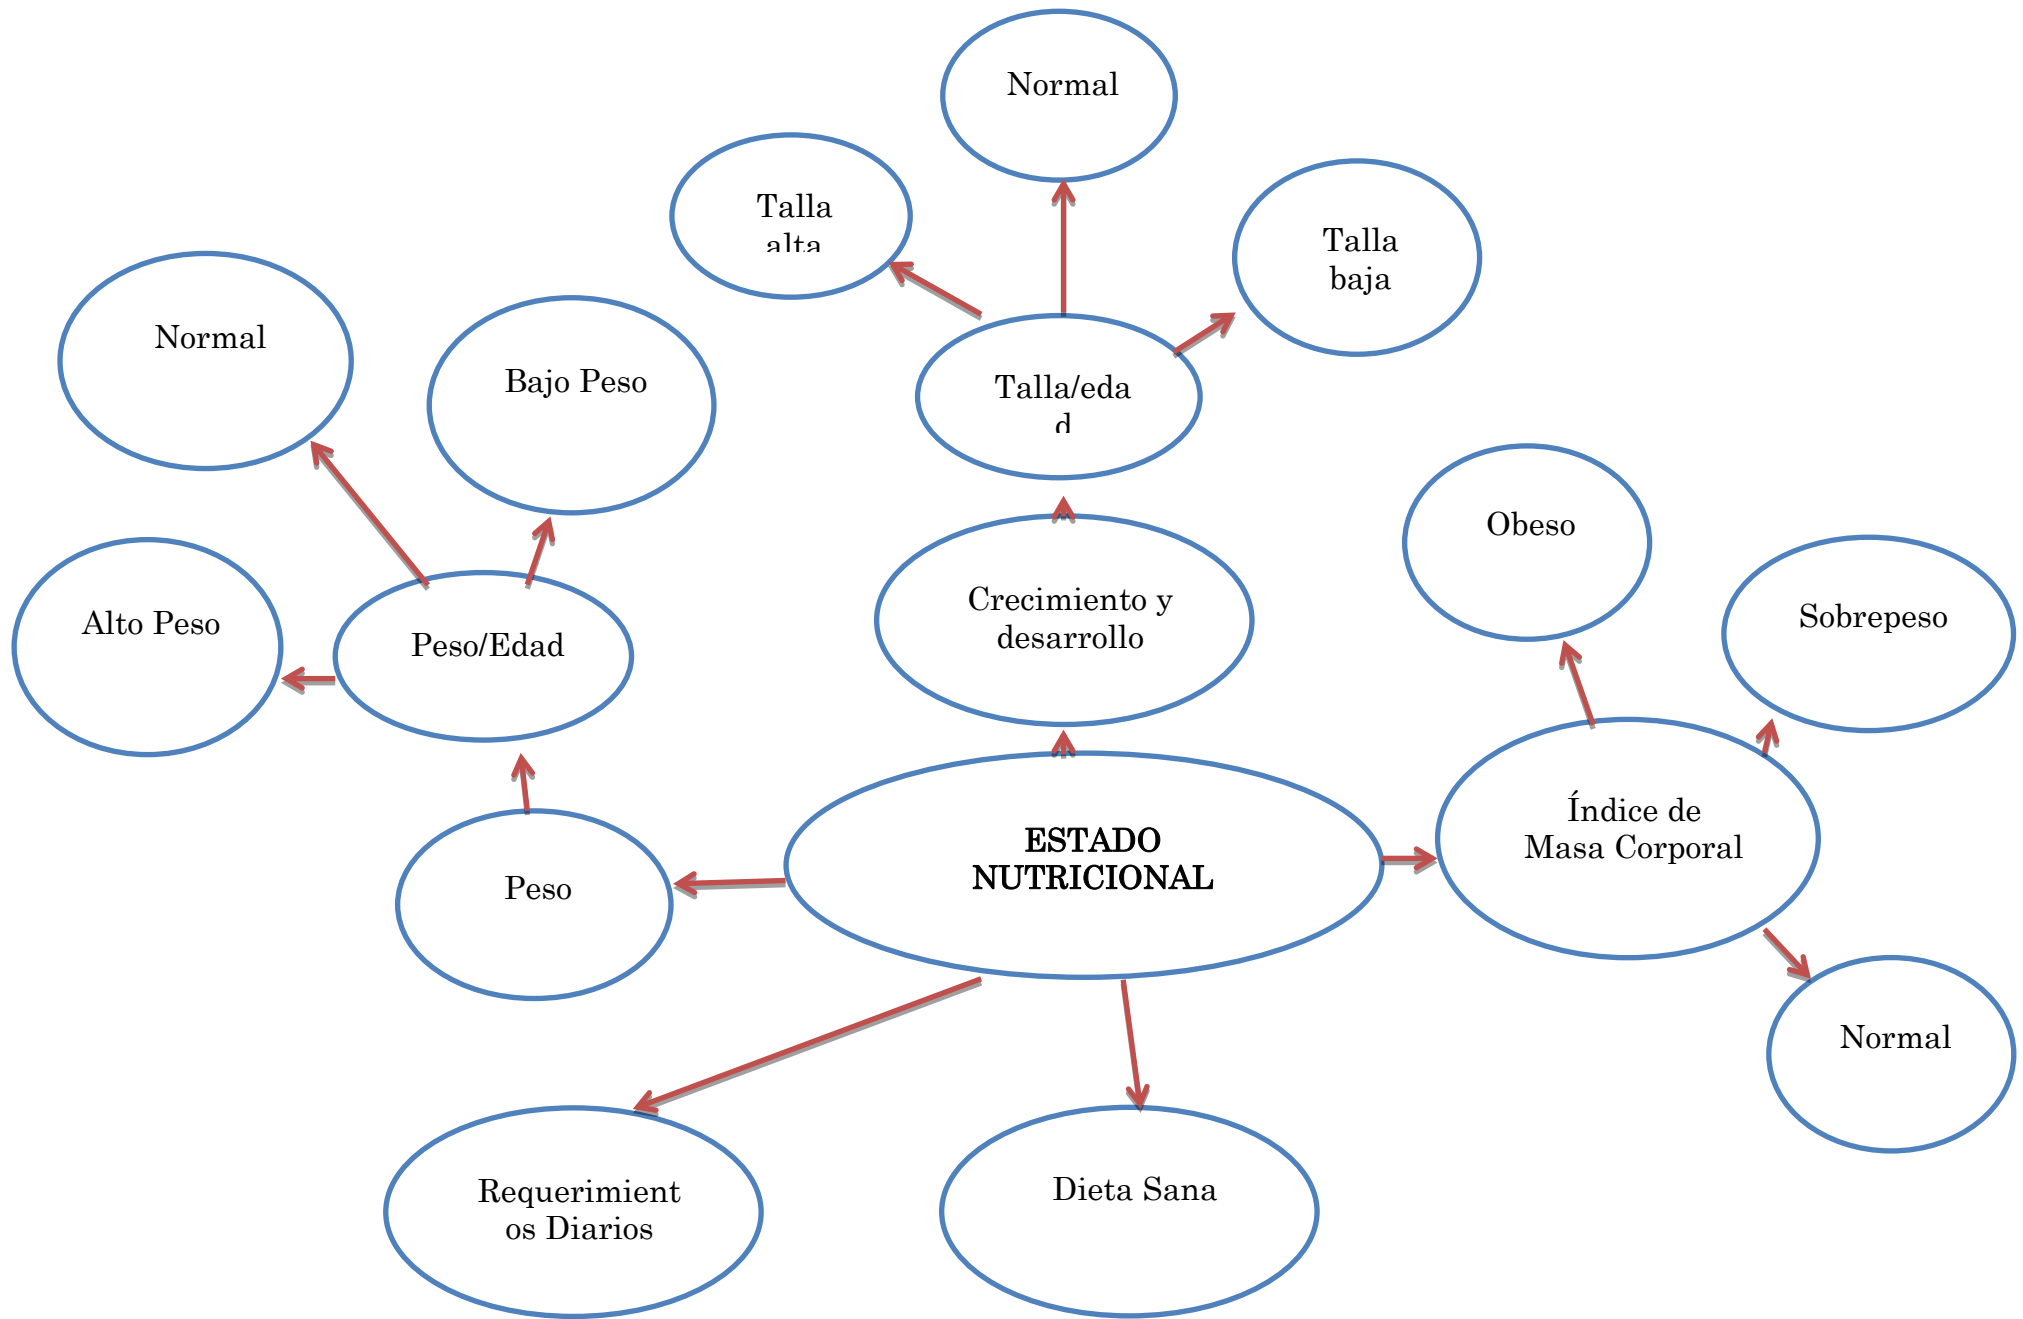 Normal
Talla
alta
Talla
baja
Normal
Bajo Peso
Talla/eda
d
Obeso
Alto Peso
Peso/Edad
Crecimiento y
desarrollo
Sobrepeso
Índice de
Masa Corporal
ESTADO
NUTRICIONAL
Peso
Normal
Requerimient
os Diarios
Dieta Sana